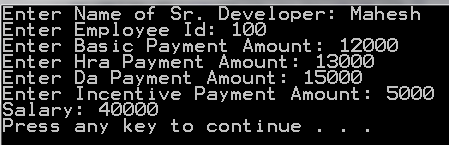 Enter Name of Sr. Developer: Mahesh
Enter Employee Id: 100
Enter Basic Payment Amount: 12000
Enter Hra Payment Amount: 13000
Enter Da Payment Amount: 15000
Enter Incentive Payment Amount: 5000
Salary: 40000
Press any key to continue . . .